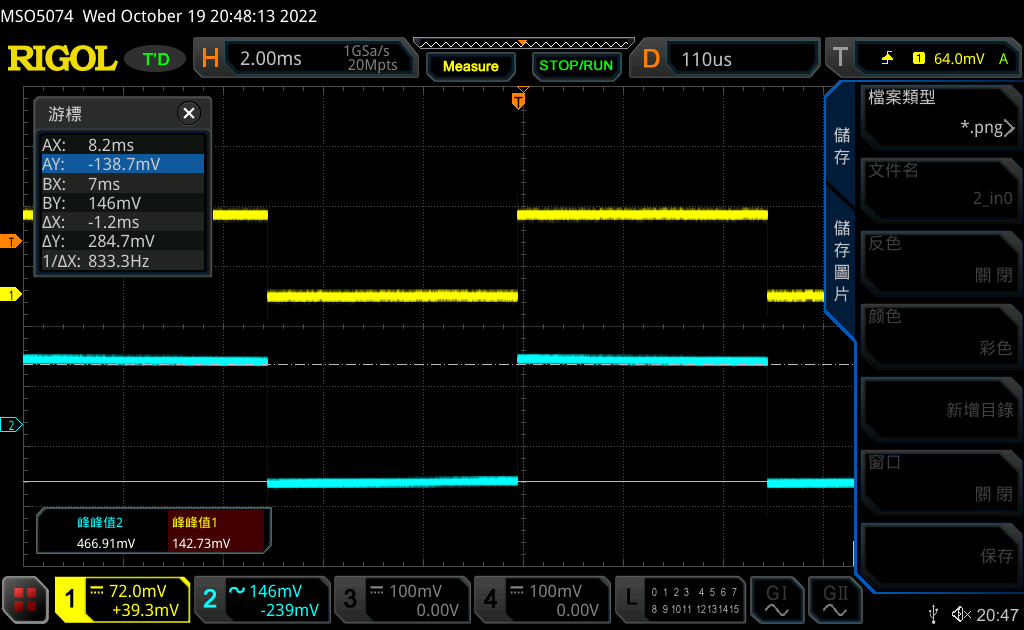 MSO5074 Wed October 19 20:48:13 2022
RIGOL T'D H 2.00ms 1GSa/s 20Mpts Measure STOP/RUN D 110us T 1 64.0mV A
T
游標
AX: 8.2ms
AY: -138.7mV
BX: 7ms
BY: 146mV
ΔX: -1.2ms
ΔY: 284.7mV
1/ΔX: 833.3Hz
T
1
2
儲存
儲存圖片
檔案類型
*.png
文件名
2_in0
反色
關閉
颜色
彩色
新增目錄
窗口
關閉
保存
峰峰值2 峰峰值1
466.91mV 142.73mV
1 72.0mV
+39.3mV
2 146mV
-239mV
3 100mV
0.00V
4 100mV
0.00V
L 0 1 2 3 4 5 6 7
8 9 10 11 12 13 14 15
GI
GII
20:47